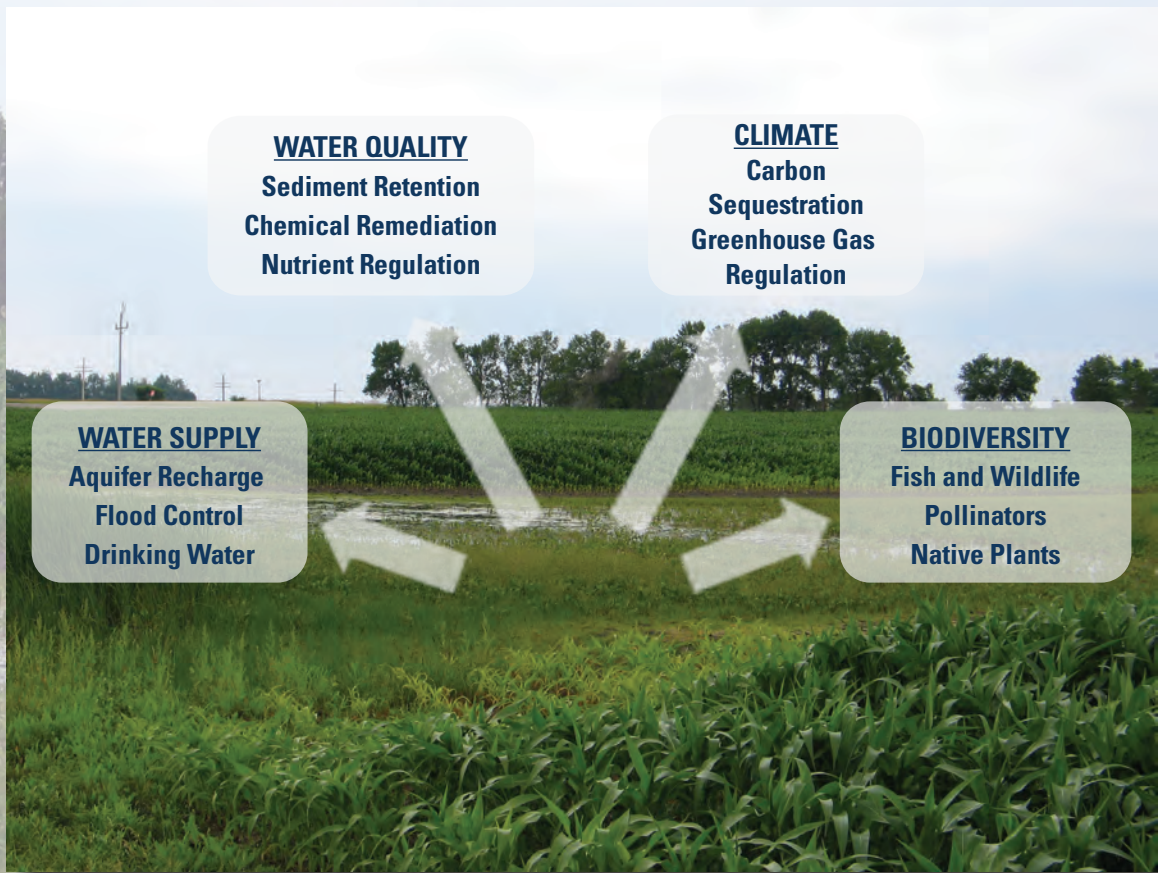 WATER QUALITY
Sediment Retention
Chemical Remediation
Nutrient Regulation
CLIMATE
Carbon
Sequestration
Greenhouse Gas
Regulation
WATER SUPPLY
Aquifer Recharge
Flood Control
Drinking Water
BIODIVERSITY
Fish and Wildlife
Pollinators
Native Plants